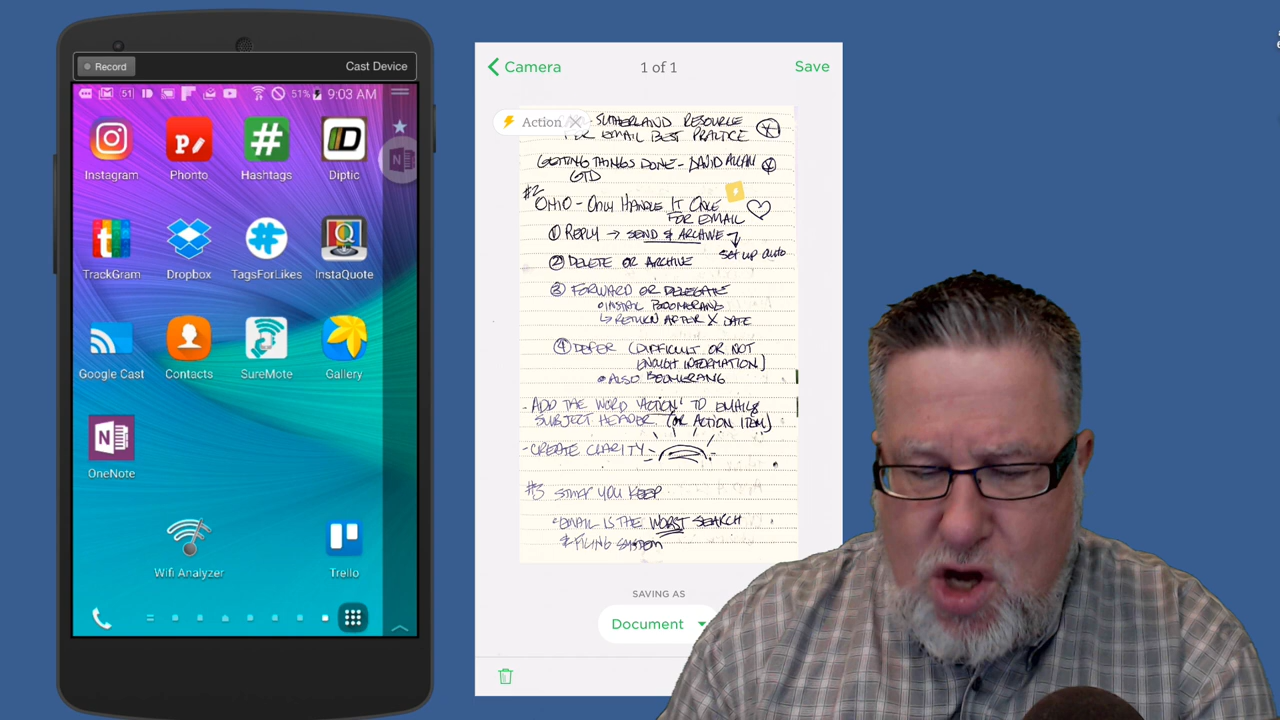 Record
Cast Device
51
51%
9:03 AM
Instagram
Phonto
Hashtags
Diptic
TrackGram
Dropbox
TagsForLikes
InstaQuote
Google Cast
Contacts
SureMote
Gallery
OneNote
Wifi Analyzer
Trello
Camera
1 of 1
Save
Action
SUTHERLAND RESOURCE
FOR EMAIL BEST PRACTICE
GETTING THINGS DONE - DAVID ALLAN
GTD
#2
OHIO - ONLY HANDLE IT ONCE
FOR EMAIL
① REPLY → SEND & ARCHIVE
set up auto
② DELETE OR ARCHIVE
③ FORWARD OR DELEGATE
• INSTALL BOOMERANG
↳ RETURN AFTER X DATE
④ DEFER (DIFFICULT OR NOT
ENOUGH INFORMATION)
• ALSO BOOMERANG
- ADD THE WORD 'ACTION' TO EMAILS
SUBJECT HEADER (OR ACTION ITEM)
- CREATE CLARITY -
#3 STUFF YOU KEEP
• EMAIL IS THE WORST SEARCH
& FILING SYSTEM
SAVING AS
Document